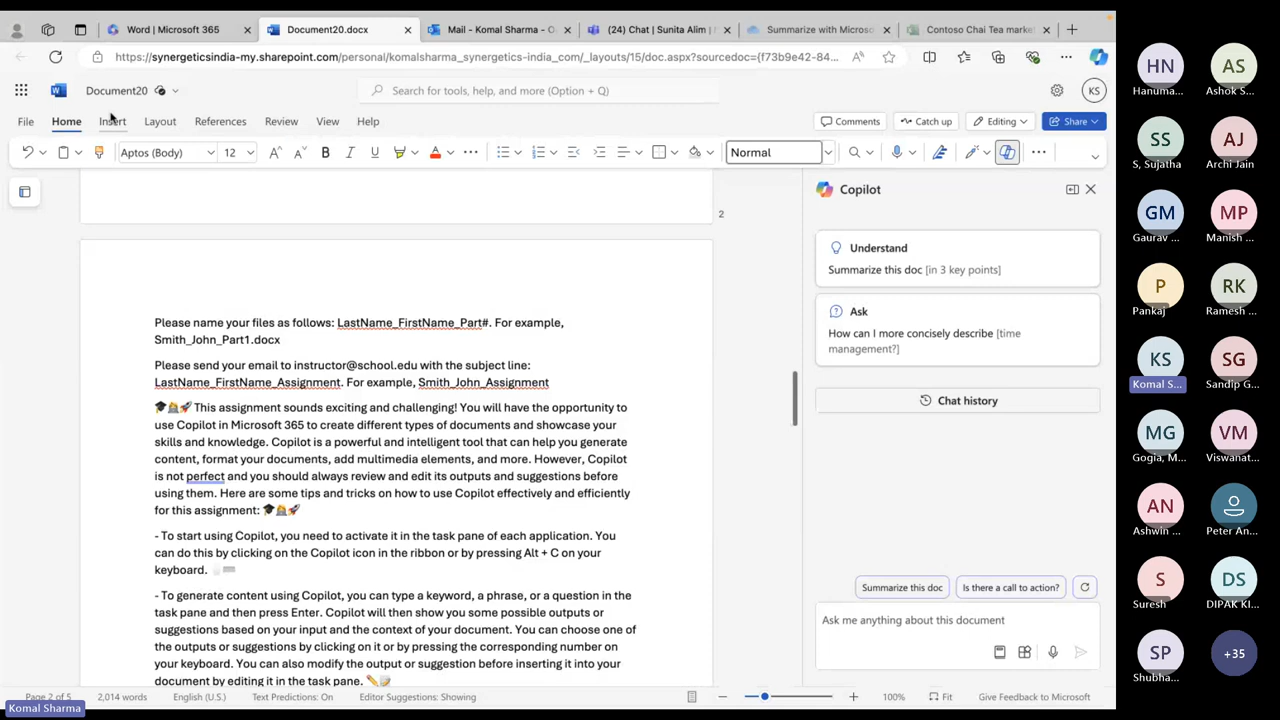 Word | Microsoft 365
Document20.docx
Mail - Komal Sharma - O
(24) Chat | Sunita Alim |
Summarize with Microso
Contoso Chai Tea marke
https://synergeticsindia-my.sharepoint.com/personal/komalsharma_synergetics-india_com/_layouts/15/doc.aspx?sourcedoc={f73b9e42-84...
Document20
Search for tools, help, and more (Option + Q)
KS
File Home Insert Layout References Review View Help
Comments Catch up Editing Share
Aptos (Body) 12 B I U A Normal
2
Please name your files as follows: LastName_FirstName_Part#. For example,
Smith_John_Part1.docx
Please send your email to instructor@school.edu with the subject line:
LastName_FirstName_Assignment. For example, Smith_John_Assignment
🎓👩‍🏫🚀 This assignment sounds exciting and challenging! You will have the opportunity to
use Copilot in Microsoft 365 to create different types of documents and showcase your
skills and knowledge. Copilot is a powerful and intelligent tool that can help you generate
content, format your documents, add multimedia elements, and more. However, Copilot
is not perfect and you should always review and edit its outputs and suggestions before
using them. Here are some tips and tricks on how to use Copilot effectively and efficiently
for this assignment: 🎓👩‍🏫🚀
- To start using Copilot, you need to activate it in the task pane of each application. You
can do this by clicking on the Copilot icon in the ribbon or by pressing Alt + C on your
keyboard.
- To generate content using Copilot, you can type a keyword, a phrase, or a question in the
task pane and then press Enter. Copilot will then show you some possible outputs or
suggestions based on your input and the context of your document. You can choose one of
the outputs or suggestions by clicking on it or by pressing the corresponding number on
your keyboard. You can also modify the output or suggestion before inserting it into your
document by editing it in the task pane.
Copilot
Understand
Summarize this doc [in 3 key points]
Ask
How can I more concisely describe [time
management?]
Chat history
Summarize this doc
Is there a call to action?
Ask me anything about this document
Page 2 of 5 2,014 words English (U.S.) Text Predictions: On Editor Suggestions: Showing 100% Fit Give Feedback to Microsoft
Komal Sharma
HN AS
Hanuma... Ashok S...
SS AJ
S, Sujatha Archi Jain
GM MP
Gaurav ... Manish ...
P RK
Pankaj Ramesh ...
KS SG
Komal S... Sandip G...
MG VM
Gogia, M... Viswanat...
AN
Ashwin ... Peter An...
S DS
Suresh DIPAK KI...
SP +35
Shubha...